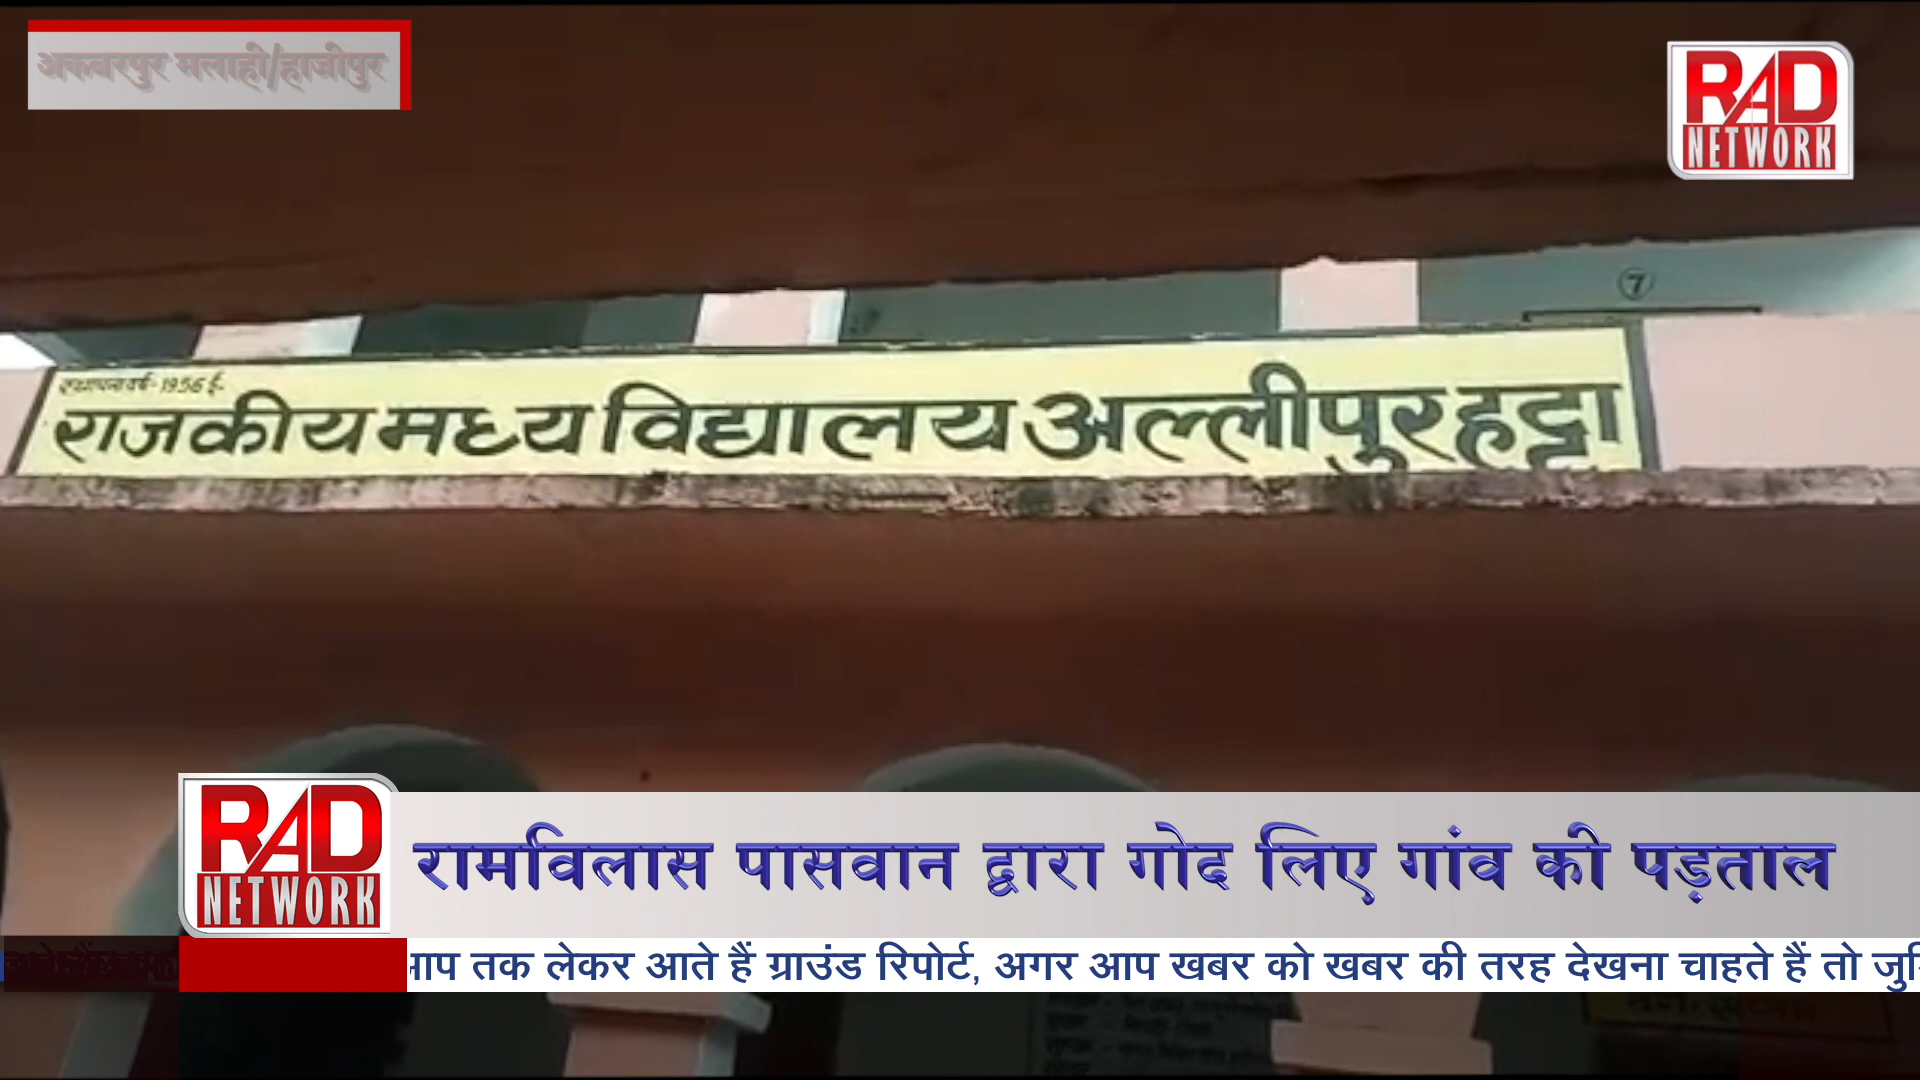 अकबरपुर मलाही/हाजीपुर
RAD
NETWORK
7
स्थापना वर्ष- 1956 ई.
राजकीय मध्य विद्यालय अल्लीपुर हट्टा
RAD
NETWORK
रामविलास पासवान द्वारा गोद लिए गांव की पड़ताल
आप तक लेकर आते हैं ग्राउंड रिपोर्ट, अगर आप खबर को खबर की तरह देखना चाहते हैं तो